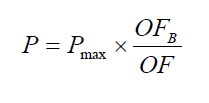 P = P_max × OF_B / OF